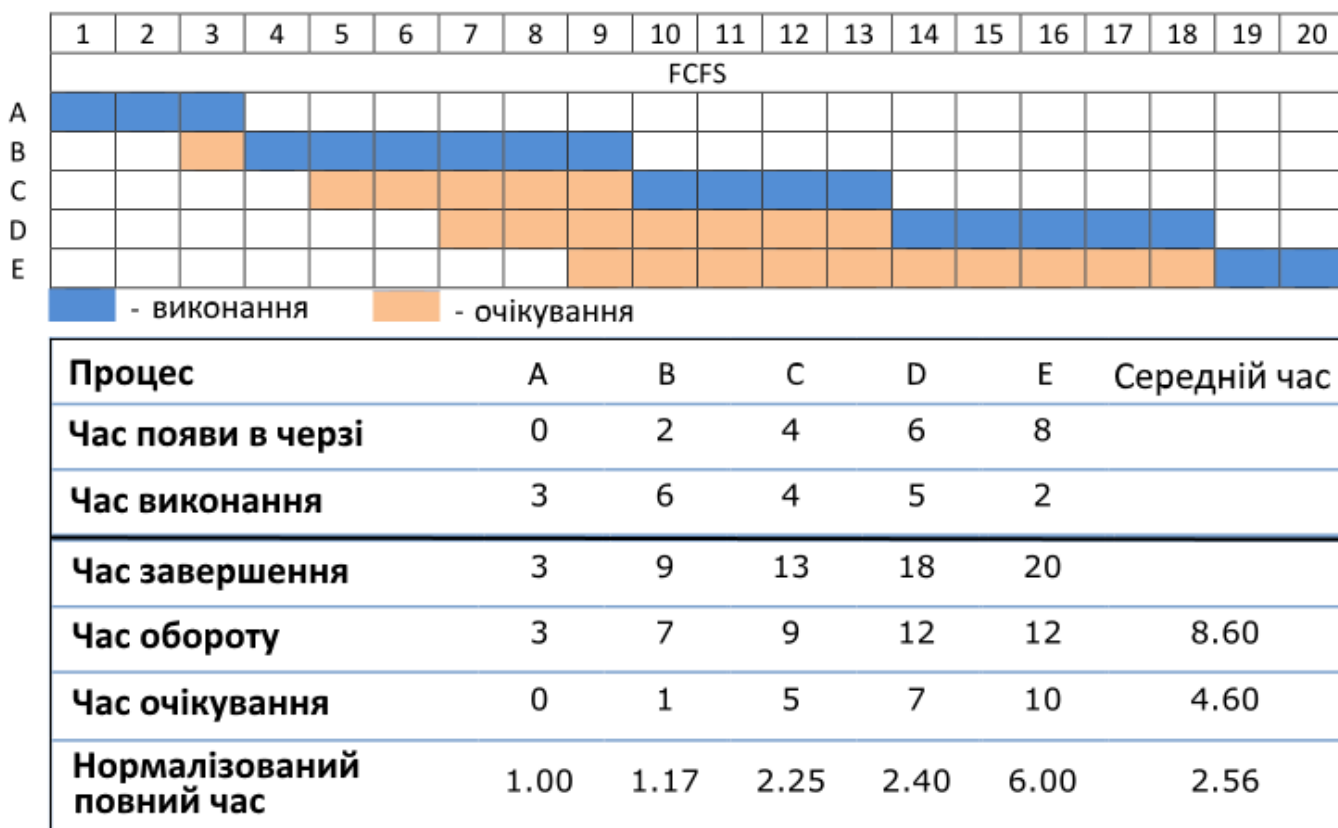 1 2 3 4 5 6 7 8 9 10 11 12 13 14 15 16 17 18 19 20
FCFS
A
B
C
D
E
- виконання - очікування
Процес A B C D E Середній час
Час появи в черзі 0 2 4 6 8
Час виконання 3 6 4 5 2
Час завершення 3 9 13 18 20
Час обороту 3 7 9 12 12 8.60
Час очікування 0 1 5 7 10 4.60
Нормалізований
повний час 1.00 1.17 2.25 2.40 6.00 2.56